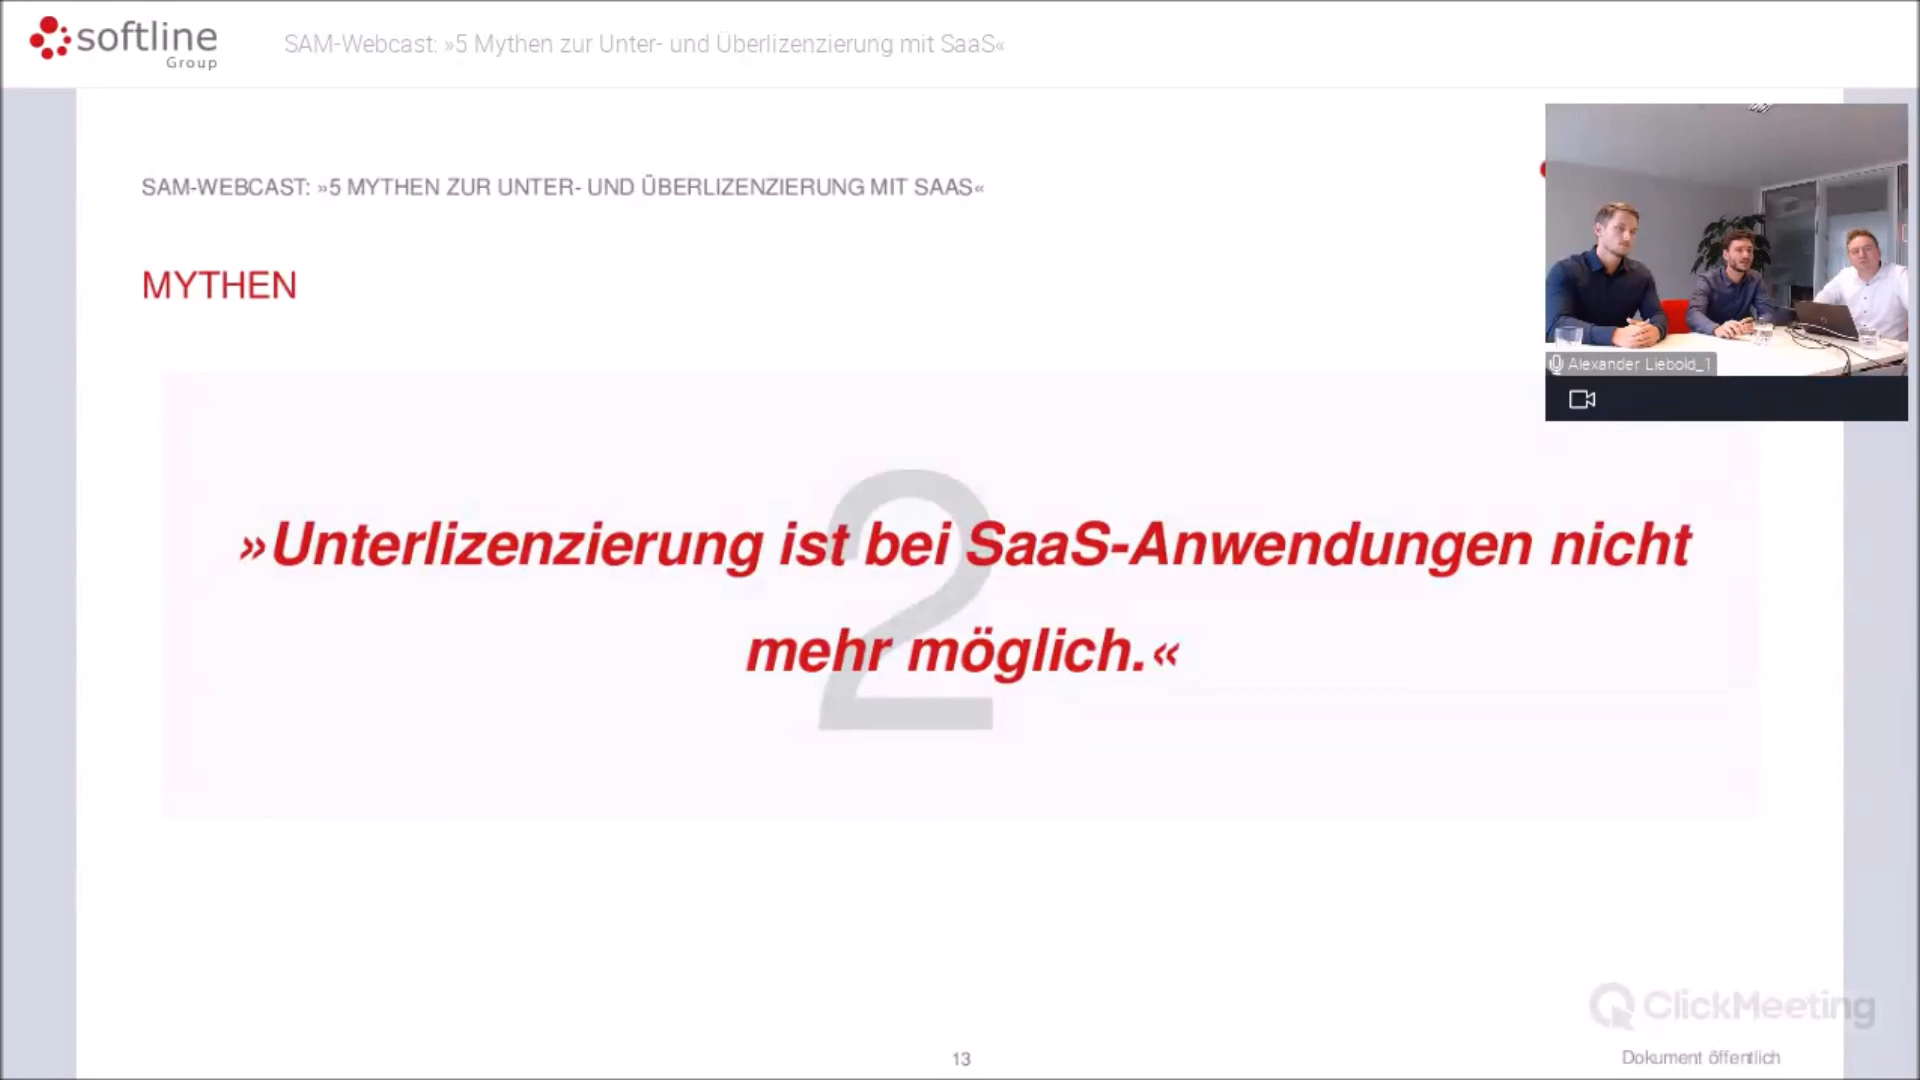 softline
Group
SAM-Webcast: »5 Mythen zur Unter- und Überlizenzierung mit SaaS«
SAM-WEBCAST: »5 MYTHEN ZUR UNTER- UND ÜBERLIZENZIERUNG MIT SAAS«
MYTHEN
Alexander Liebold_1
2
»Unterlizenzierung ist bei SaaS-Anwendungen nicht
mehr möglich.«
ClickMeeting
13
Dokument öffentlich